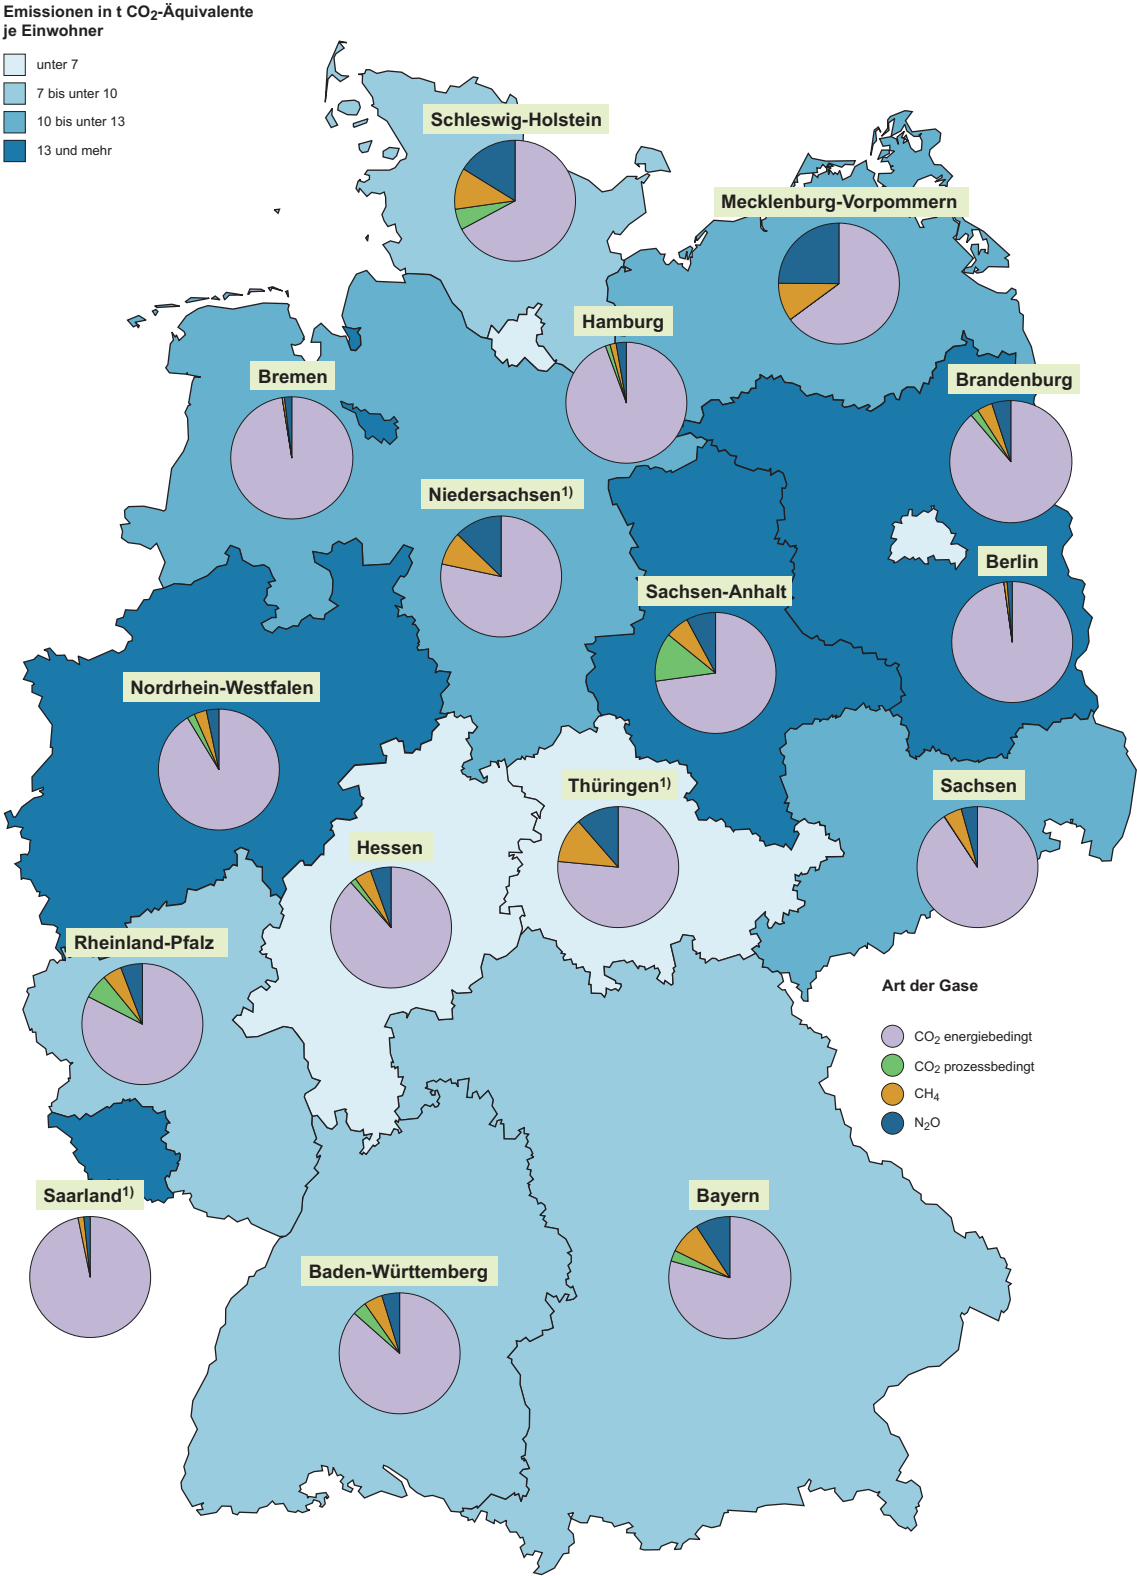 Emissionen in t CO₂-Äquivalente
je Einwohner
unter 7
7 bis unter 10
10 bis unter 13
13 und mehr
Schleswig-Holstein
Mecklenburg-Vorpommern
Hamburg
Bremen
Brandenburg
Niedersachsen¹⁾
Berlin
Sachsen-Anhalt
Nordrhein-Westfalen
Thüringen¹⁾
Sachsen
Hessen
Rheinland-Pfalz
Art der Gase
CO₂ energiebedingt
CO₂ prozessbedingt
CH₄
N₂O
Saarland¹⁾
Bayern
Baden-Württemberg